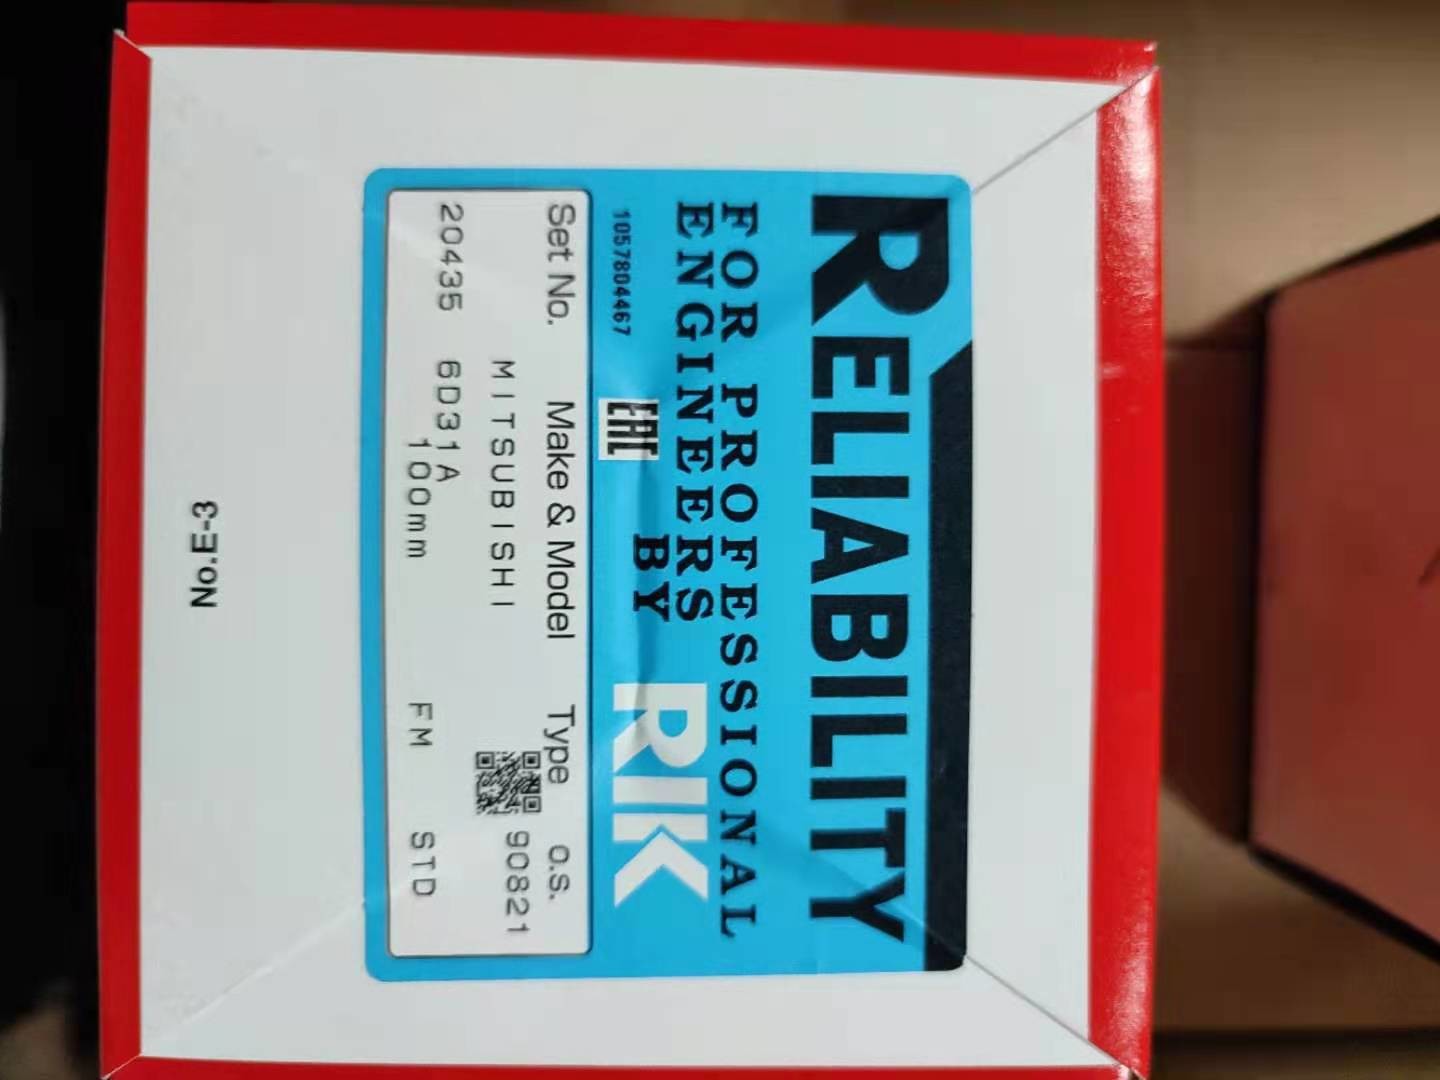 RELIABILITY
FOR PROFESSIONAL
ENGINEERS
BY RIK
1057804467
EAC
Set No. Make & Model Type O.S.
MITSUBISHI 90821
20435 6D31A
100mm FM STD
No.E-3